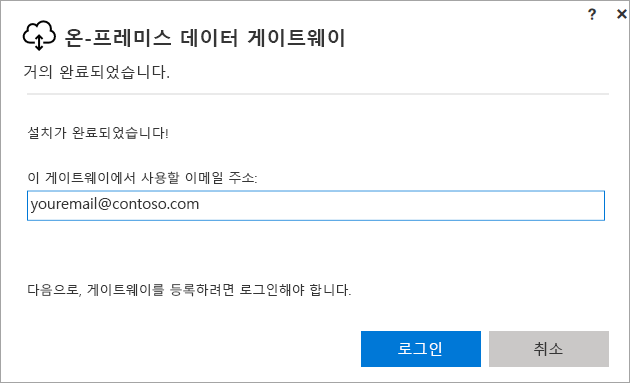 ? ×
온-프레미스 데이터 게이트웨이
거의 완료되었습니다.
설치가 완료되었습니다!
이 게이트웨이에서 사용할 이메일 주소:
youremail@contoso.com
다음으로, 게이트웨이를 등록하려면 로그인해야 합니다.
로그인 취소